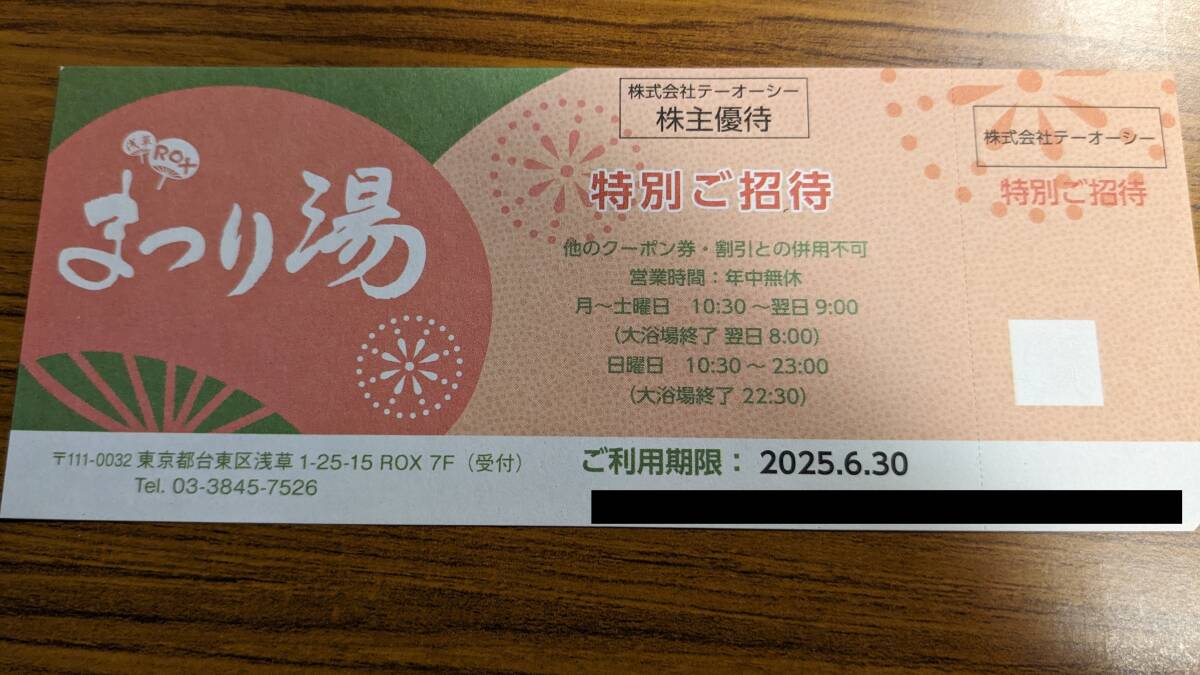 浅草
ROX
まつり湯
株式会社テーオーシー
株主優待
特別ご招待
他のクーポン券・割引との併用不可
営業時間：年中無休
月～土曜日 10:30 ～翌日 9:00
(大浴場終了 翌日 8:00)
日曜日 10:30 ～ 23:00
(大浴場終了 22:30)
〒111-0032 東京都台東区浅草 1-25-15 ROX 7F（受付）
Tel. 03-3845-7526
ご利用期限： 2025.6.30
株式会社テーオーシー
特別ご招待